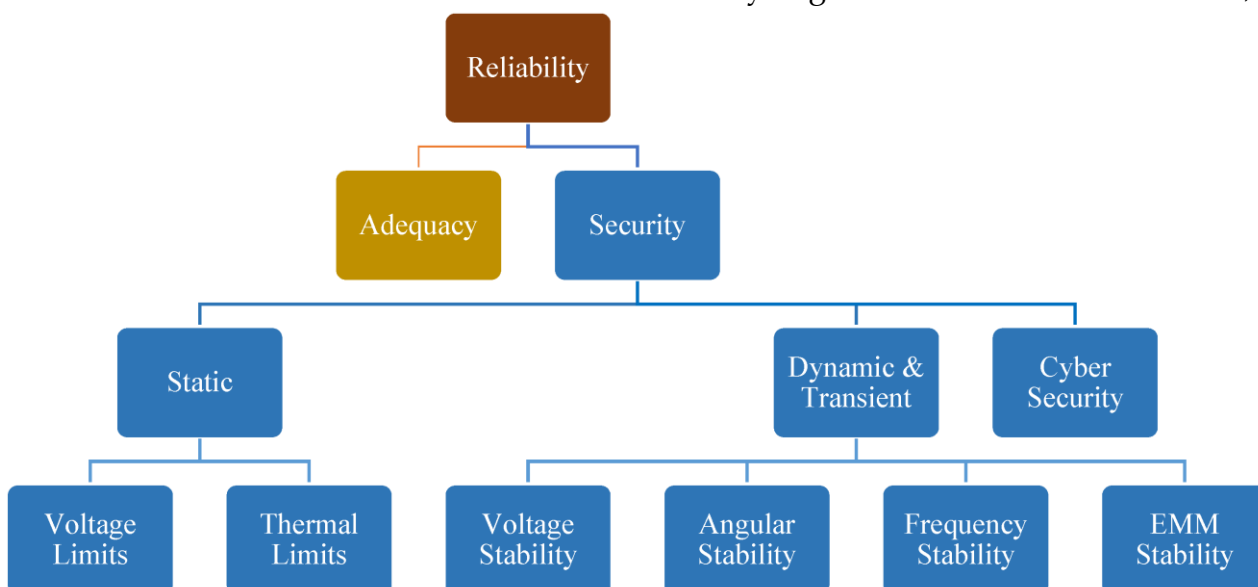 Reliability
Adequacy
Security
Static
Dynamic &
Transient
Cyber
Security
Voltage
Limits
Thermal
Limits
Voltage
Stability
Angular
Stability
Frequency
Stability
EMM
Stability